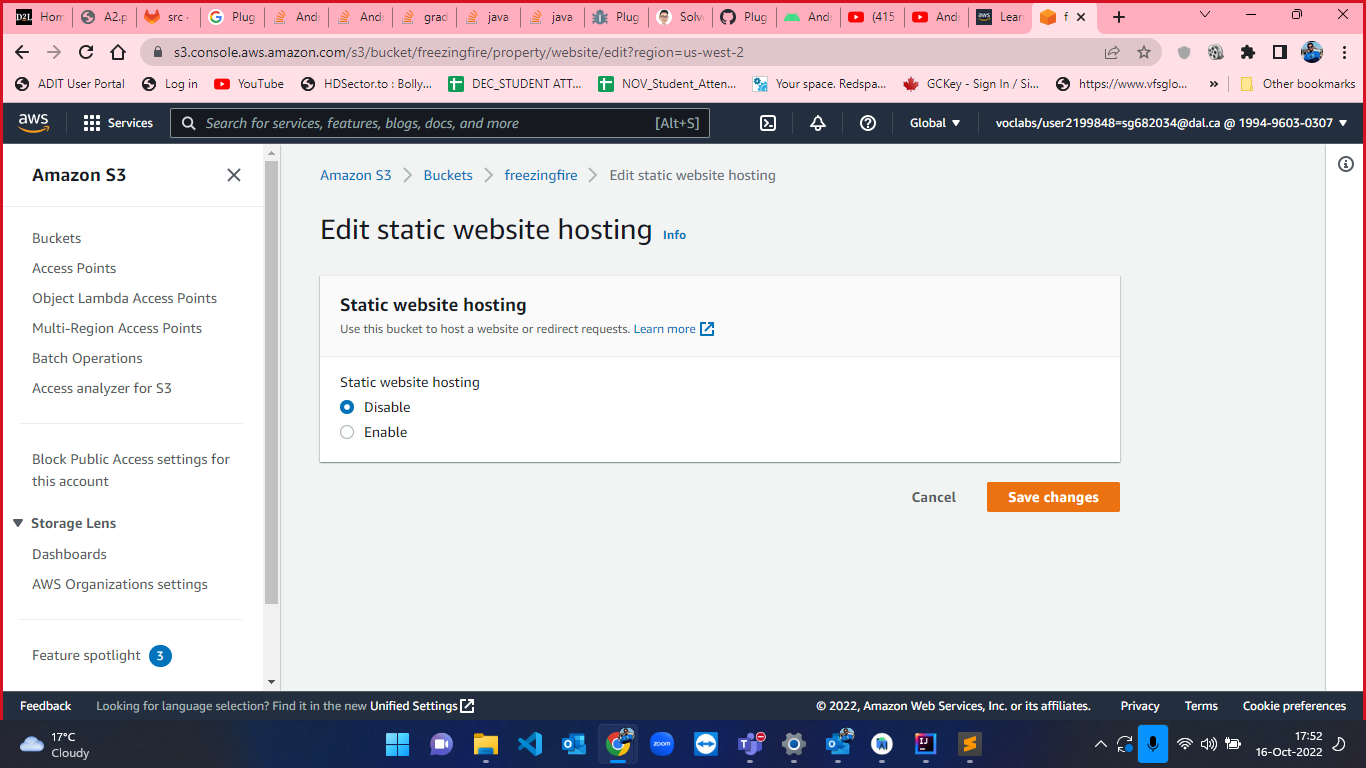 D2L Hom
A2.p
src -
Plug
And
And
grad
java
java
Plug
Solv
Plug
And
(415
And
aws Lear
f
s3.console.aws.amazon.com/s3/bucket/freezingfire/property/website/edit?region=us-west-2
ADIT User Portal
Log in
YouTube
HDSector.to : Bolly...
DEC_STUDENT ATT...
NOV_Student_Atten...
Your space. Redspa...
GCKey - Sign In / Si...
https://www.vfsglo...
»
Other bookmarks
aws
Services
Search for services, features, blogs, docs, and more
[Alt+S]
Global
voclabs/user2199848=sg682034@dal.ca @ 1994-9603-0307
Amazon S3
Buckets
Access Points
Object Lambda Access Points
Multi-Region Access Points
Batch Operations
Access analyzer for S3
Block Public Access settings for
this account
Storage Lens
Dashboards
AWS Organizations settings
Feature spotlight 3
Amazon S3
Buckets
freezingfire
Edit static website hosting
Edit static website hosting Info
Static website hosting
Use this bucket to host a website or redirect requests. Learn more
Static website hosting
Disable
Enable
Cancel
Save changes
Feedback
Looking for language selection? Find it in the new Unified Settings
© 2022, Amazon Web Services, Inc. or its affiliates.
Privacy
Terms
Cookie preferences
17°C
Cloudy
zoom
17:52
16-Oct-2022